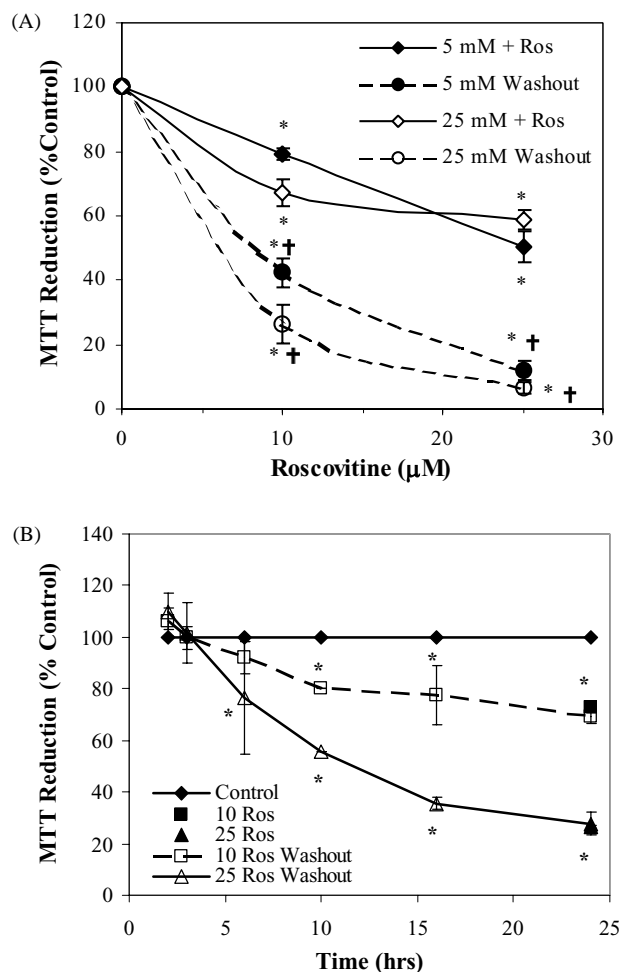 (A)
MTT Reduction (%Control)
120
100
80
60
40
20
0
0
10
20
30
Roscovitine (μM)
5 mM + Ros
5 mM Washout
25 mM + Ros
25 mM Washout
*
*
*
*
* †
* †
* †
* †
(B)
MTT Reduction (% Control)
140
120
100
80
60
40
20
0
0
5
10
15
20
25
Time (hrs)
Control
10 Ros
25 Ros
10 Ros Washout
25 Ros Washout
*
*
*
*
*
*
*